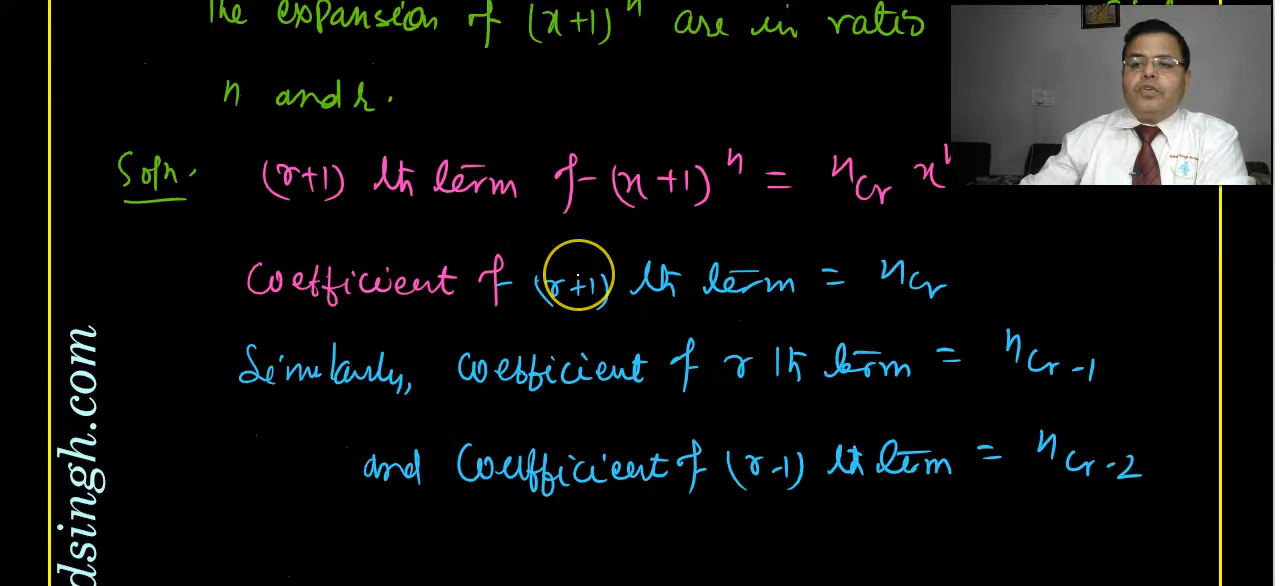 The expansion of (x+1)^n are in ratio
n and r.
Soln. (r+1) th term of (x+1)^n = nCr x
Coefficient of (r+1) th term = nCr
Similarly, coefficient of r th term = nCr-1
and Coefficient of (r-1) th term = nCr-2
dsingh.com